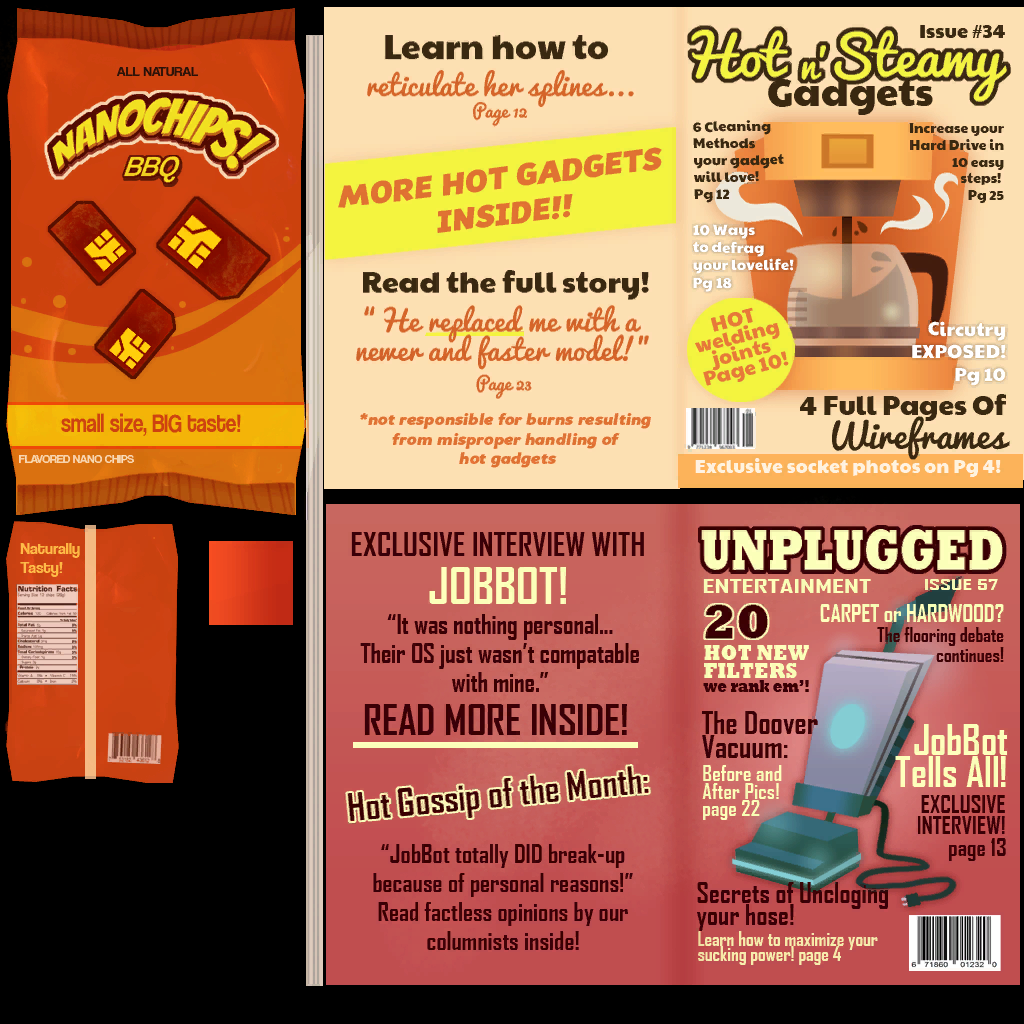 ALL NATURAL
NANOCHIPS!
BBQ
small size, BIG taste!
FLAVORED NANO CHIPS
Naturally
Tasty!
Nutrition Facts
Learn how to
reticulate her splines...
Page 12
MORE HOT GADGETS
INSIDE!!
Read the full story!
“ He replaced me with a
newer and faster model! ”
Page 23
*not responsible for burns resulting
from misproper handling of
hot gadgets
Issue #34
Hot n' Steamy
Gadgets
6 Cleaning
Methods
your gadget
will love!
Pg 12
Increase your
Hard Drive in
10 easy
steps!
Pg 25
10 Ways
to defrag
your lovelife!
Pg 18
HOT
welding
joints
Page 10!
Circutry
EXPOSED!
Pg 10
4 Full Pages Of
Wireframes
Exclusive socket photos on Pg 4!
EXCLUSIVE INTERVIEW WITH
JOBBOT!
“It was nothing personal...
Their OS just wasn’t compatable
with mine.”
READ MORE INSIDE!
Hot Gossip of the Month:
“JobBot totally DID break-up
because of personal reasons!”
Read factless opinions by our
columnists inside!
UNPLUGGED
ENTERTAINMENT
ISSUE 57
20
HOT NEW
FILTERS
we rank em’!
CARPET or HARDWOOD?
The flooring debate
continues!
The Doover
Vacuum:
Before and
After Pics!
page 22
JobBot
Tells All!
EXCLUSIVE
INTERVIEW!
page 13
Secrets of Uncloging
your hose!
Learn how to maximize your
sucking power! page 4
6 71860 01232 0